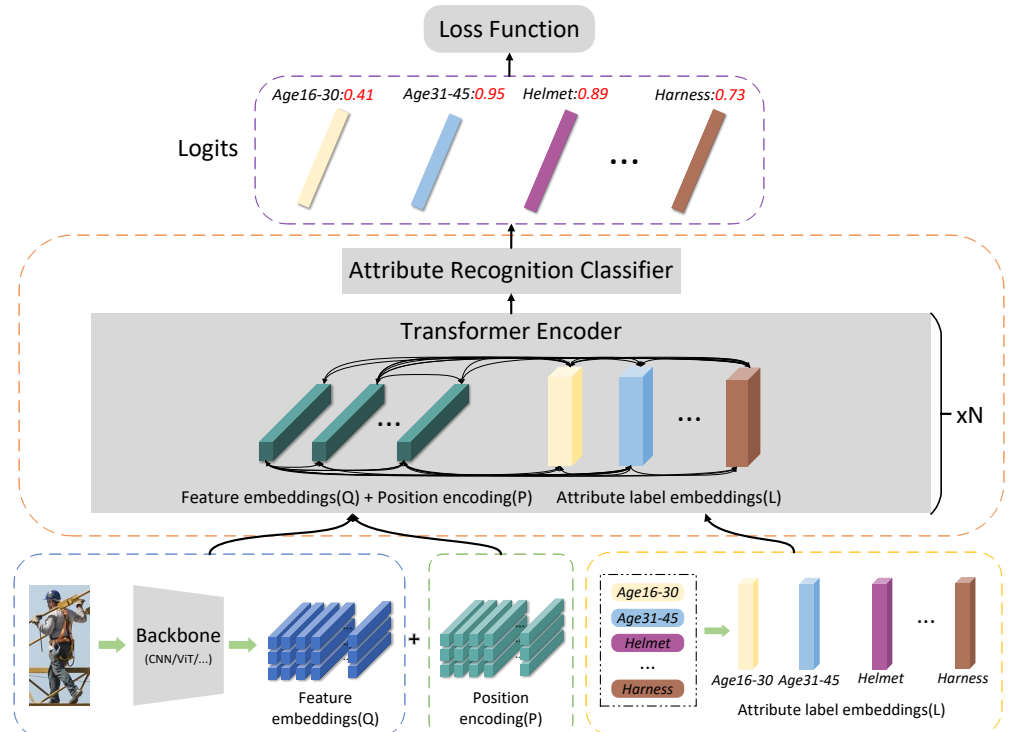 Loss Function
Age16-30:0.41
Age31-45:0.95
Helmet:0.89
Harness:0.73
Logits
...
Attribute Recognition Classifier
Transformer Encoder
...
...
xN
Feature embeddings(Q) + Position encoding(P)
Attribute label embeddings(L)
Backbone
(CNN/ViT/...)
...
...
Feature
embeddings(Q)
+
...
...
Position
encoding(P)
Age16-30
Age31-45
Helmet
...
Harness
...
Age16-30
Age31-45
Helmet
Harness
Attribute label embeddings(L)